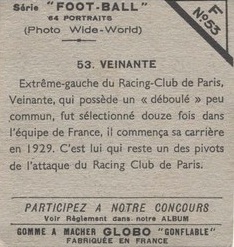 Série "FOOT-BALL"
64 PORTRAITS
(Photo Wide-World)
F
N°53
53. VEINANTE
Extrême-gauche du Racing-Club de Paris,
Veinante, qui possède un « déboulé » peu
commun, fut sélectionné douze fois dans
l'équipe de France, il commença sa carrière
en 1929. C'est lui qui reste un des pivots
de l'attaque du Racing Club de Paris.
PARTICIPEZ A NOTRE CONCOURS
Voir Règlement dans notre ALBUM
GOMME A MACHER GLOBO "GONFLABLE"
FABRIQUÉE EN FRANCE